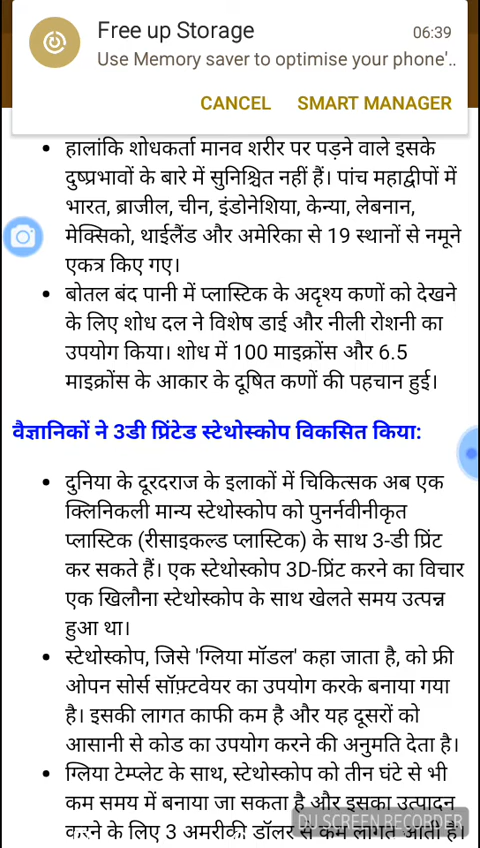 Free up Storage
06:39
Use Memory saver to optimise your phone'..
CANCEL SMART MANAGER
हालांकि शोधकर्ता मानव शरीर पर पड़ने वाले इसके
दुष्प्रभावों के बारे में सुनिश्चित नहीं हैं। पांच महाद्वीपों में
भारत, ब्राजील, चीन, इंडोनेशिया, केन्या, लेबनान,
मेक्सिको, थाईलैंड और अमेरिका से 19 स्थानों से नमूने
एकत्र किए गए।
बोतल बंद पानी में प्लास्टिक के अदृश्य कणों को देखने
के लिए शोध दल ने विशेष डाई और नीली रोशनी का
उपयोग किया। शोध में 100 माइक्रोंस और 6.5
माइक्रोंस के आकार के दूषित कणों की पहचान हुई।
वैज्ञानिकों ने 3डी प्रिंटेड स्टेथोस्कोप विकसित किया:
दुनिया के दूरदराज के इलाकों में चिकित्सक अब एक
क्लिनिकली मान्य स्टेथोस्कोप को पुनर्नवीनीकृत
प्लास्टिक (रीसाइकल्ड प्लास्टिक) के साथ 3-डी प्रिंट
कर सकते हैं। एक स्टेथोस्कोप 3D-प्रिंट करने का विचार
एक खिलौना स्टेथोस्कोप के साथ खेलते समय उत्पन्न
हुआ था।
स्टेथोस्कोप, जिसे 'ग्लिया मॉडल' कहा जाता है, को फ्री
ओपन सोर्स सॉफ़्टवेयर का उपयोग करके बनाया गया
है। इसकी लागत काफी कम है और यह दूसरों को
आसानी से कोड का उपयोग करने की अनुमति देता है।
ग्लिया टेम्प्लेट के साथ, स्टेथोस्कोप को तीन घंटे से भी
कम समय में बनाया जा सकता है और इसका उत्पादन
करने के लिए 3 अमरीकी डॉलर से कम लागत आती है।
DU SCREEN RECORDER